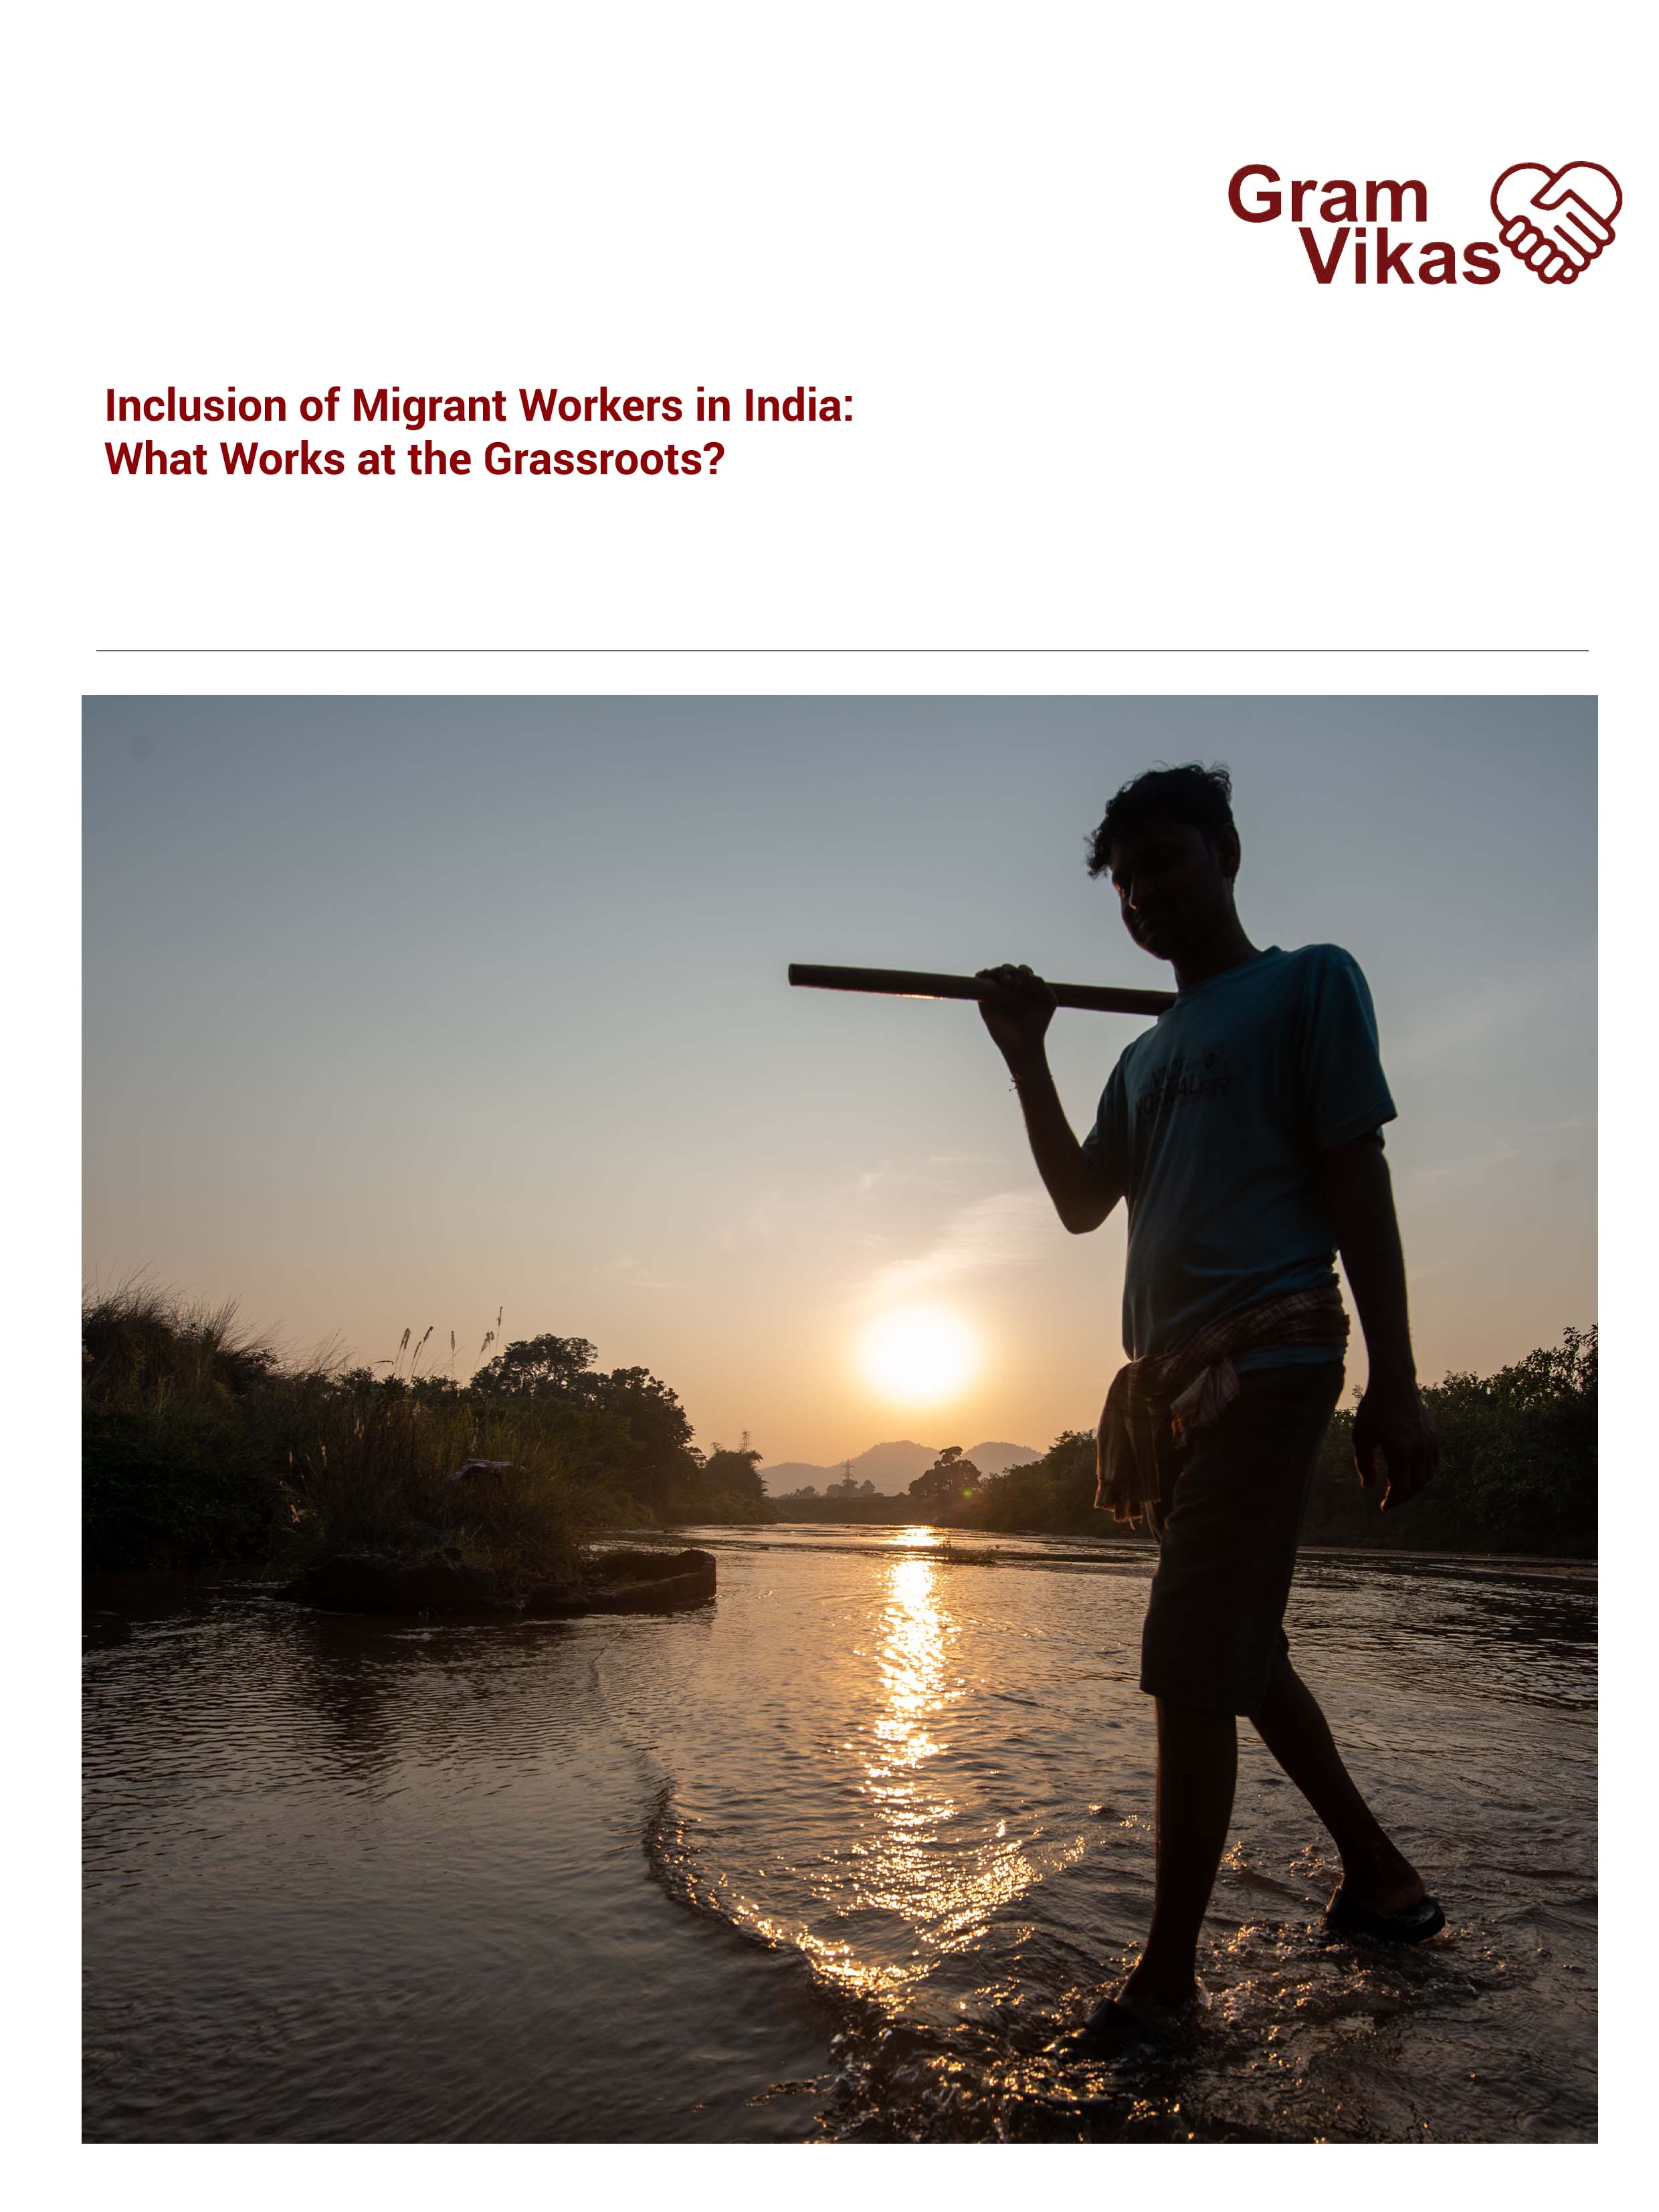 Gram
Vikas
Inclusion of Migrant Workers in India:
What Works at the Grassroots?